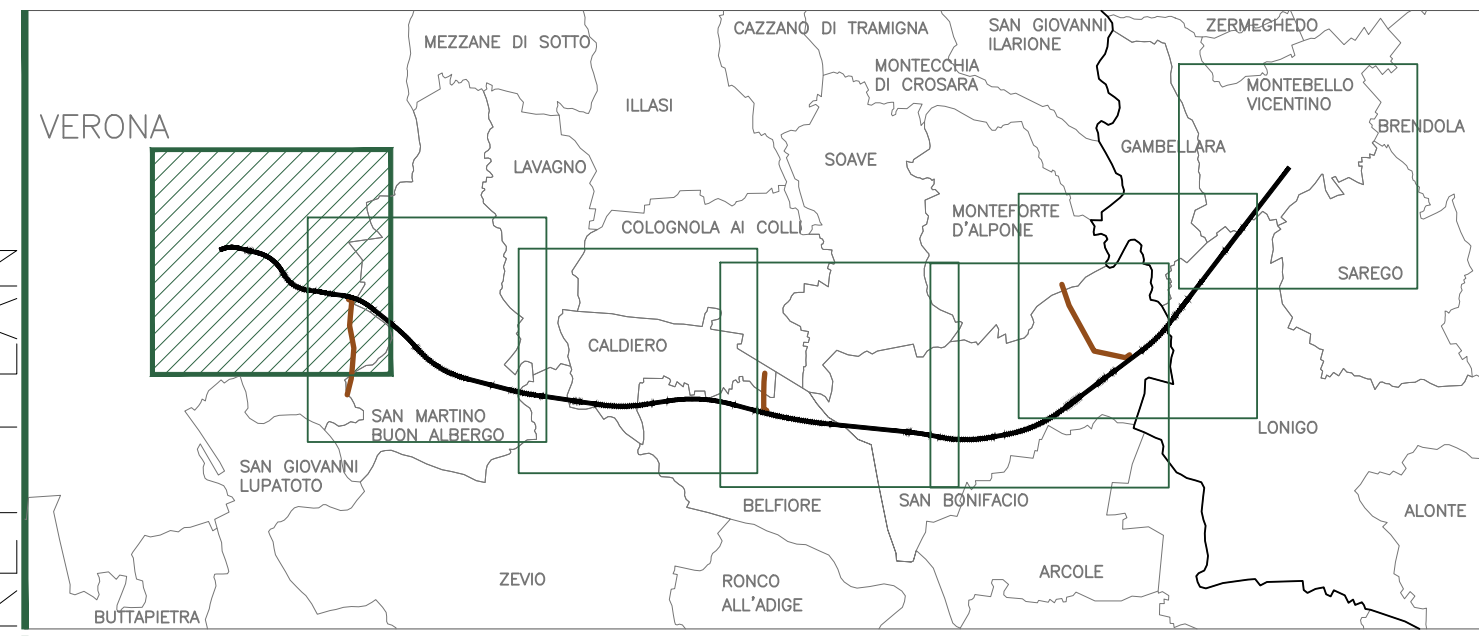 MEZZANE DI SOTTO
CAZZANO DI TRAMIGNA
SAN GIOVANNI
ILARIONE
ZERMEGHEDO
MONTECCHIA
DI CROSARA
MONTEBELLO
VICENTINO
ILLASI
VERONA
BRENDOLA
GAMBELLARA
LAVAGNO
SOAVE
MONTEFORTE
D'ALPONE
COLOGNOLA AI COLLI
SAREGO
CALDIERO
SAN MARTINO
BUON ALBERGO
LONIGO
SAN GIOVANNI
LUPATOTO
BELFIORE
SAN BONIFACIO
ALONTE
ZEVIO
RONCO
ALL'ADIGE
ARCOLE
BUTTAPIETRA